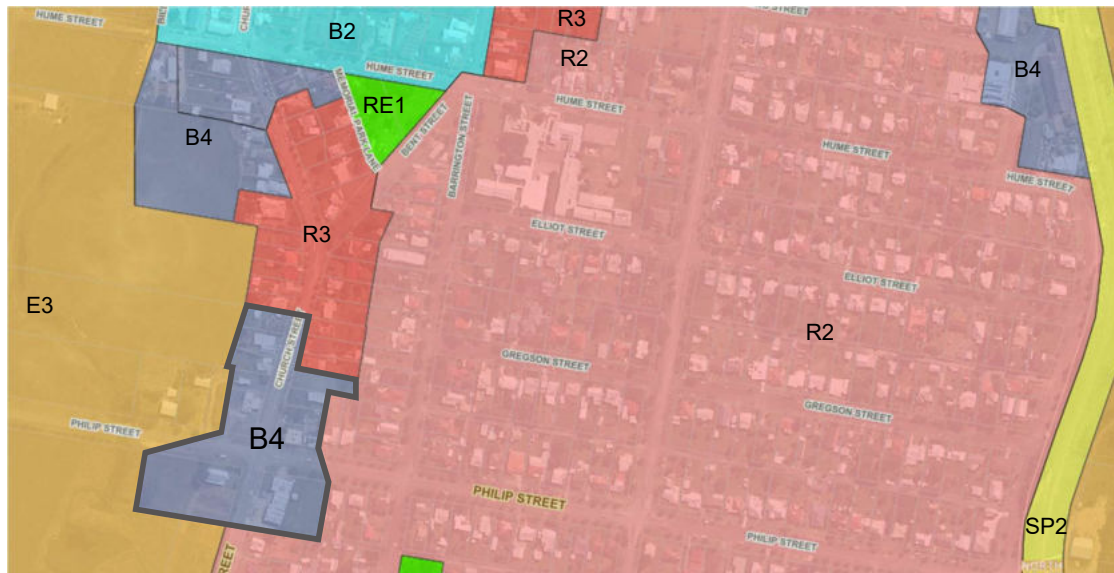 HUME STREET
B2
R3
R2
B4
HUME STREET
RE1
MEMORIAL PARK LANE
BENT STREET
BARRINGTON STREET
HUME STREET
HUME STREET
HUME STREET
B4
R3
ELLIOT STREET
ELLIOT STREET
E3
R2
CHURCH STREET
GREGSON STREET
GREGSON STREET
PHILIP STREET
B4
PHILIP STREET
PHILIP STREET
SP2
STREET
NORTH